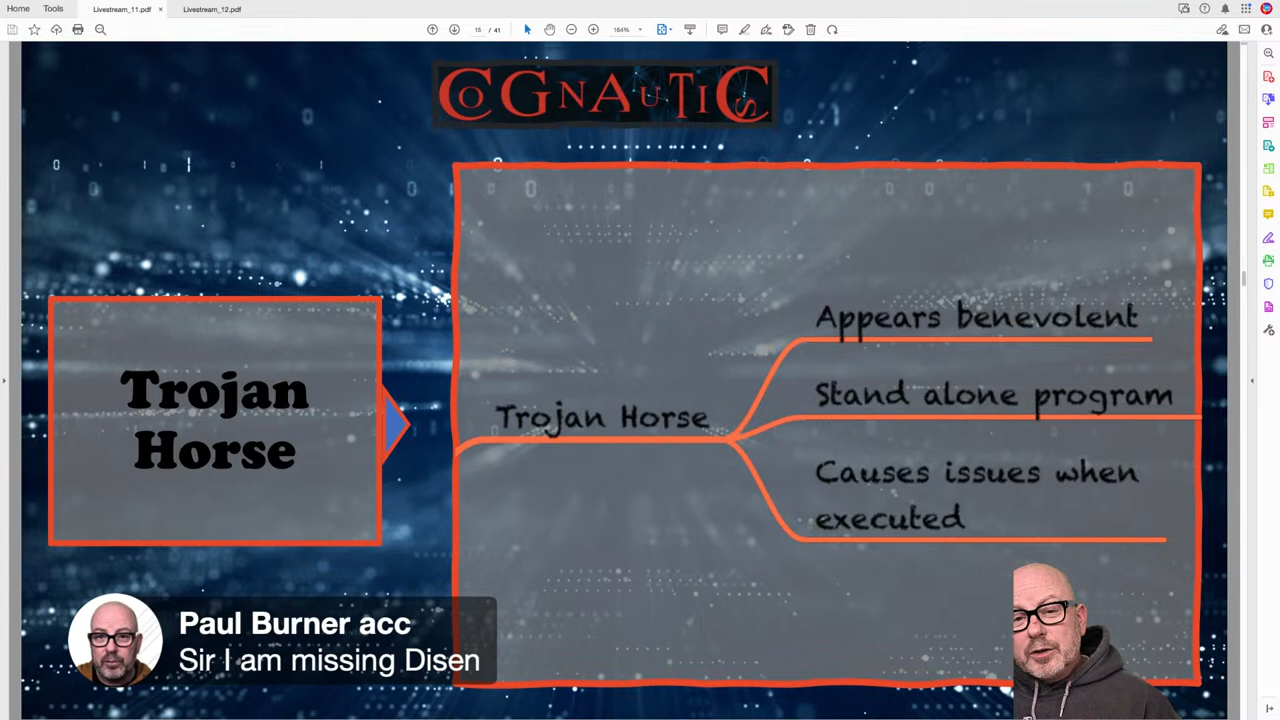 Home
Tools
Livestream_11.pdf
×
Livestream_12.pdf
15 / 41
164%
COGNAUTICS
Trojan
Horse
Trojan Horse
Appears benevolent
Stand alone program
Causes issues when
executed
Paul Burner acc
Sir I am missing Disen